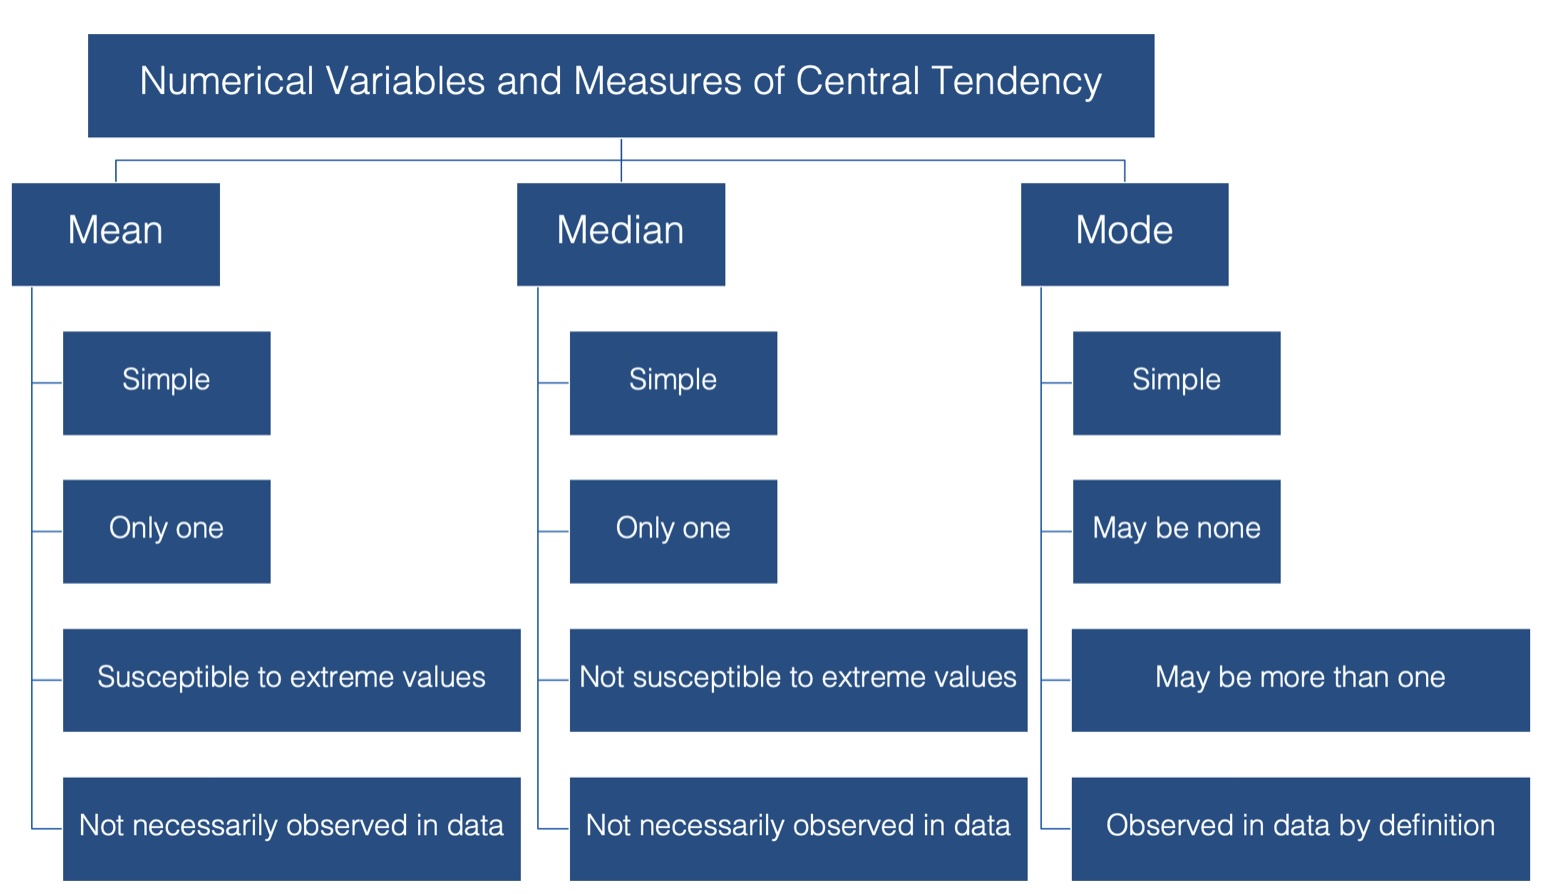 Numerical Variables and Measures of Central Tendency
Mean
Simple
Only one
Susceptible to extreme values
Not necessarily observed in data
Median
Simple
Only one
Not susceptible to extreme values
Not necessarily observed in data
Mode
Simple
May be none
May be more than one
Observed in data by definition